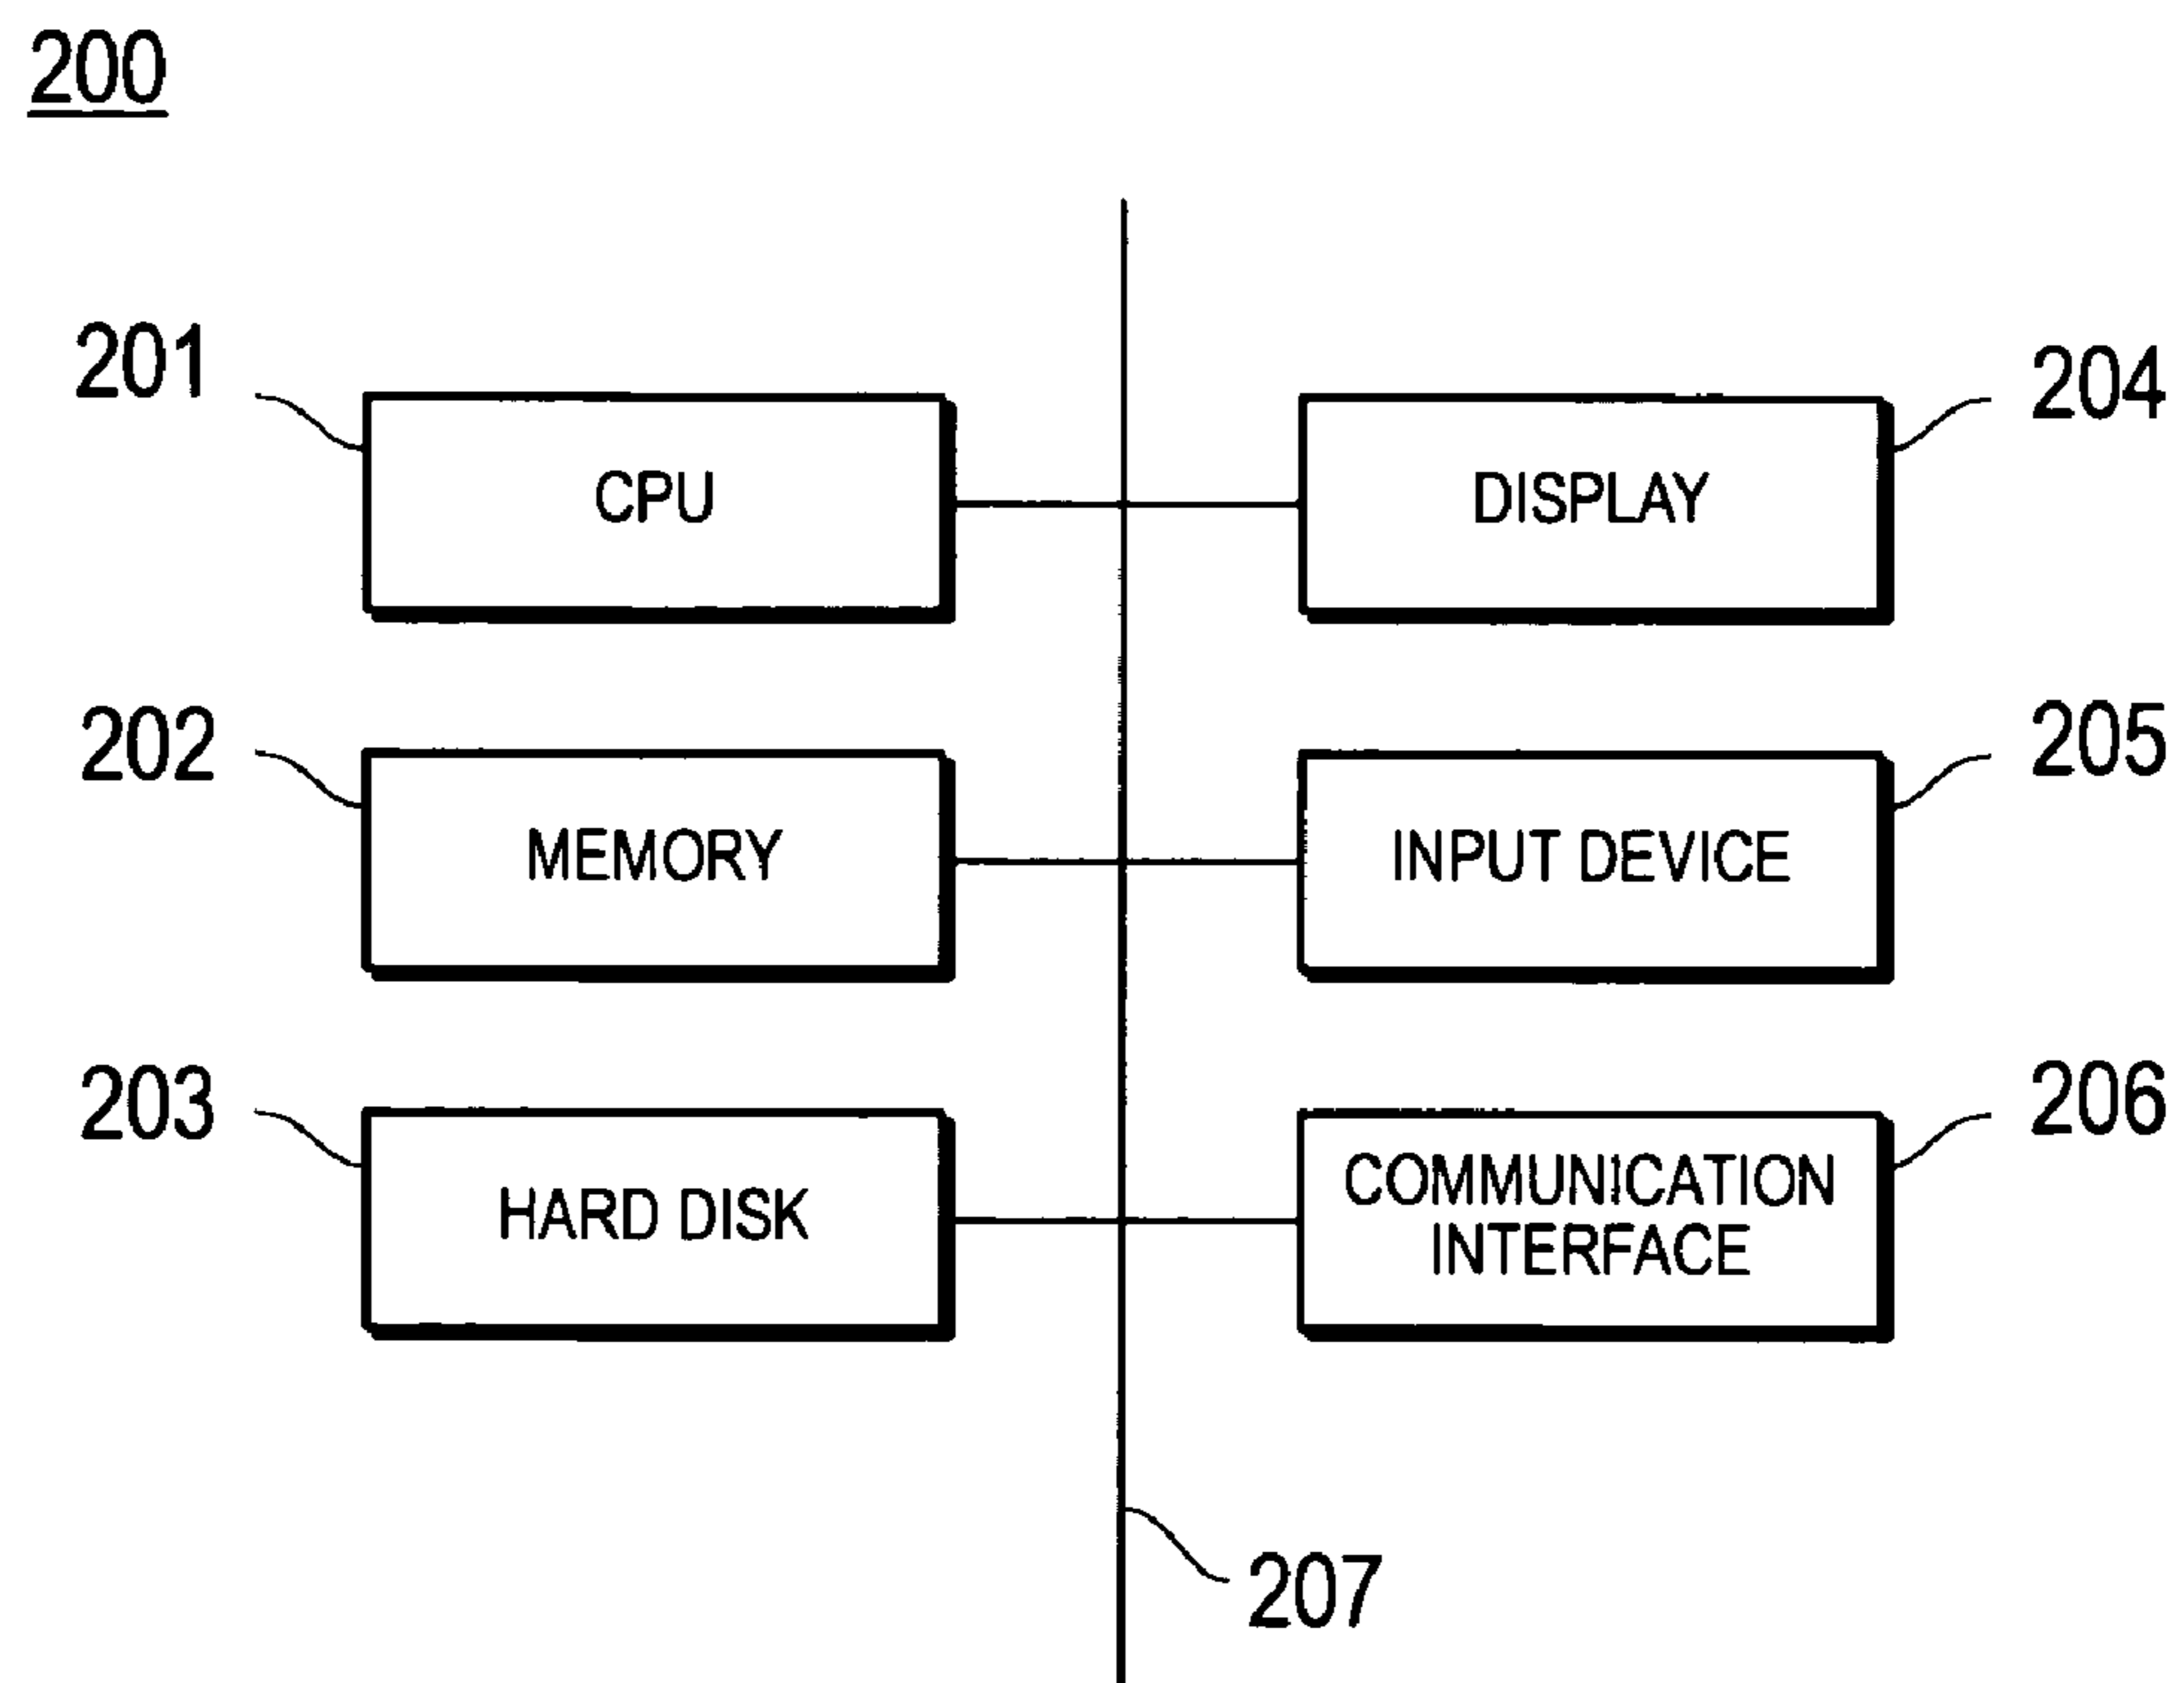 200
201
CPU
204
DISPLAY
202
MEMORY
205
INPUT DEVICE
203
HARD DISK
206
COMMUNICATION
INTERFACE
207